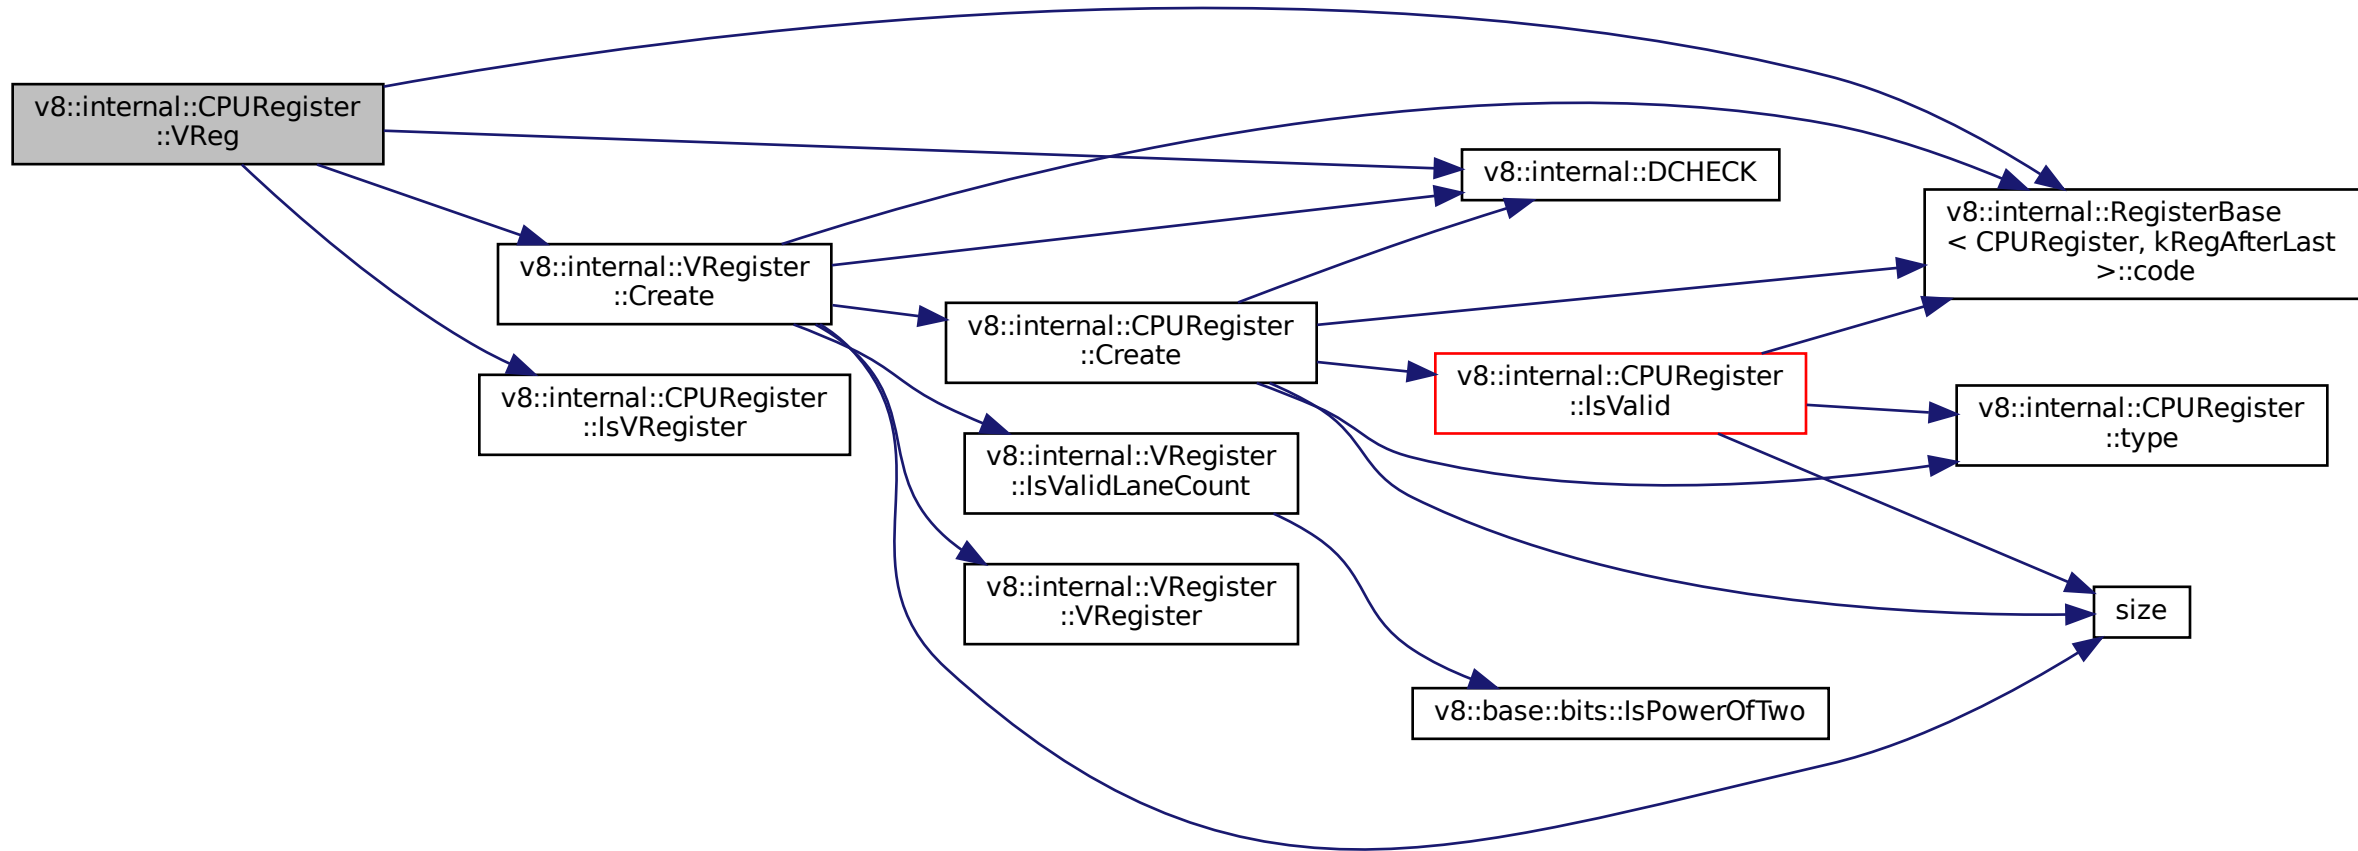 v8::internal::CPURegister
::VReg
v8::internal::VRegister
::Create
v8::internal::CPURegister
::IsVRegister
v8::internal::CPURegister
::Create
v8::internal::VRegister
::IsValidLaneCount
v8::internal::VRegister
::VRegister
v8::internal::DCHECK
v8::internal::CPURegister
::IsValid
v8::base::bits::IsPowerOfTwo
v8::internal::RegisterBase
< CPURegister, kRegAfterLast
>::code
v8::internal::CPURegister
::type
size